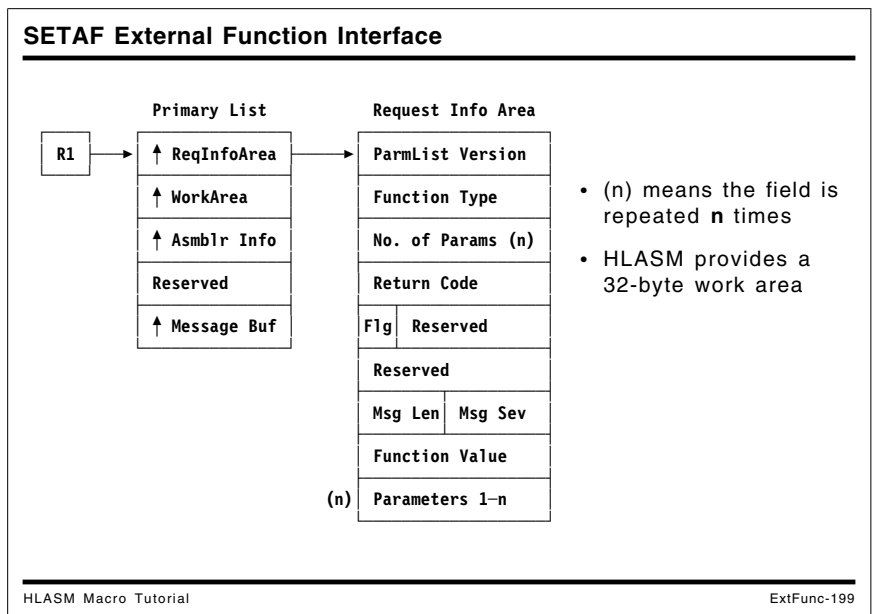 SETAF External Function Interface
Primary List
Request Info Area
R1
↑ ReqInfoArea
↑ WorkArea
↑ Asmblr Info
Reserved
↑ Message Buf
ParmList Version
Function Type
No. of Params (n)
Return Code
Flg Reserved
Reserved
Msg Len Msg Sev
Function Value
(n) Parameters 1–n
• (n) means the field is
repeated n times
• HLASM provides a
32-byte work area
HLASM Macro Tutorial
ExtFunc-199